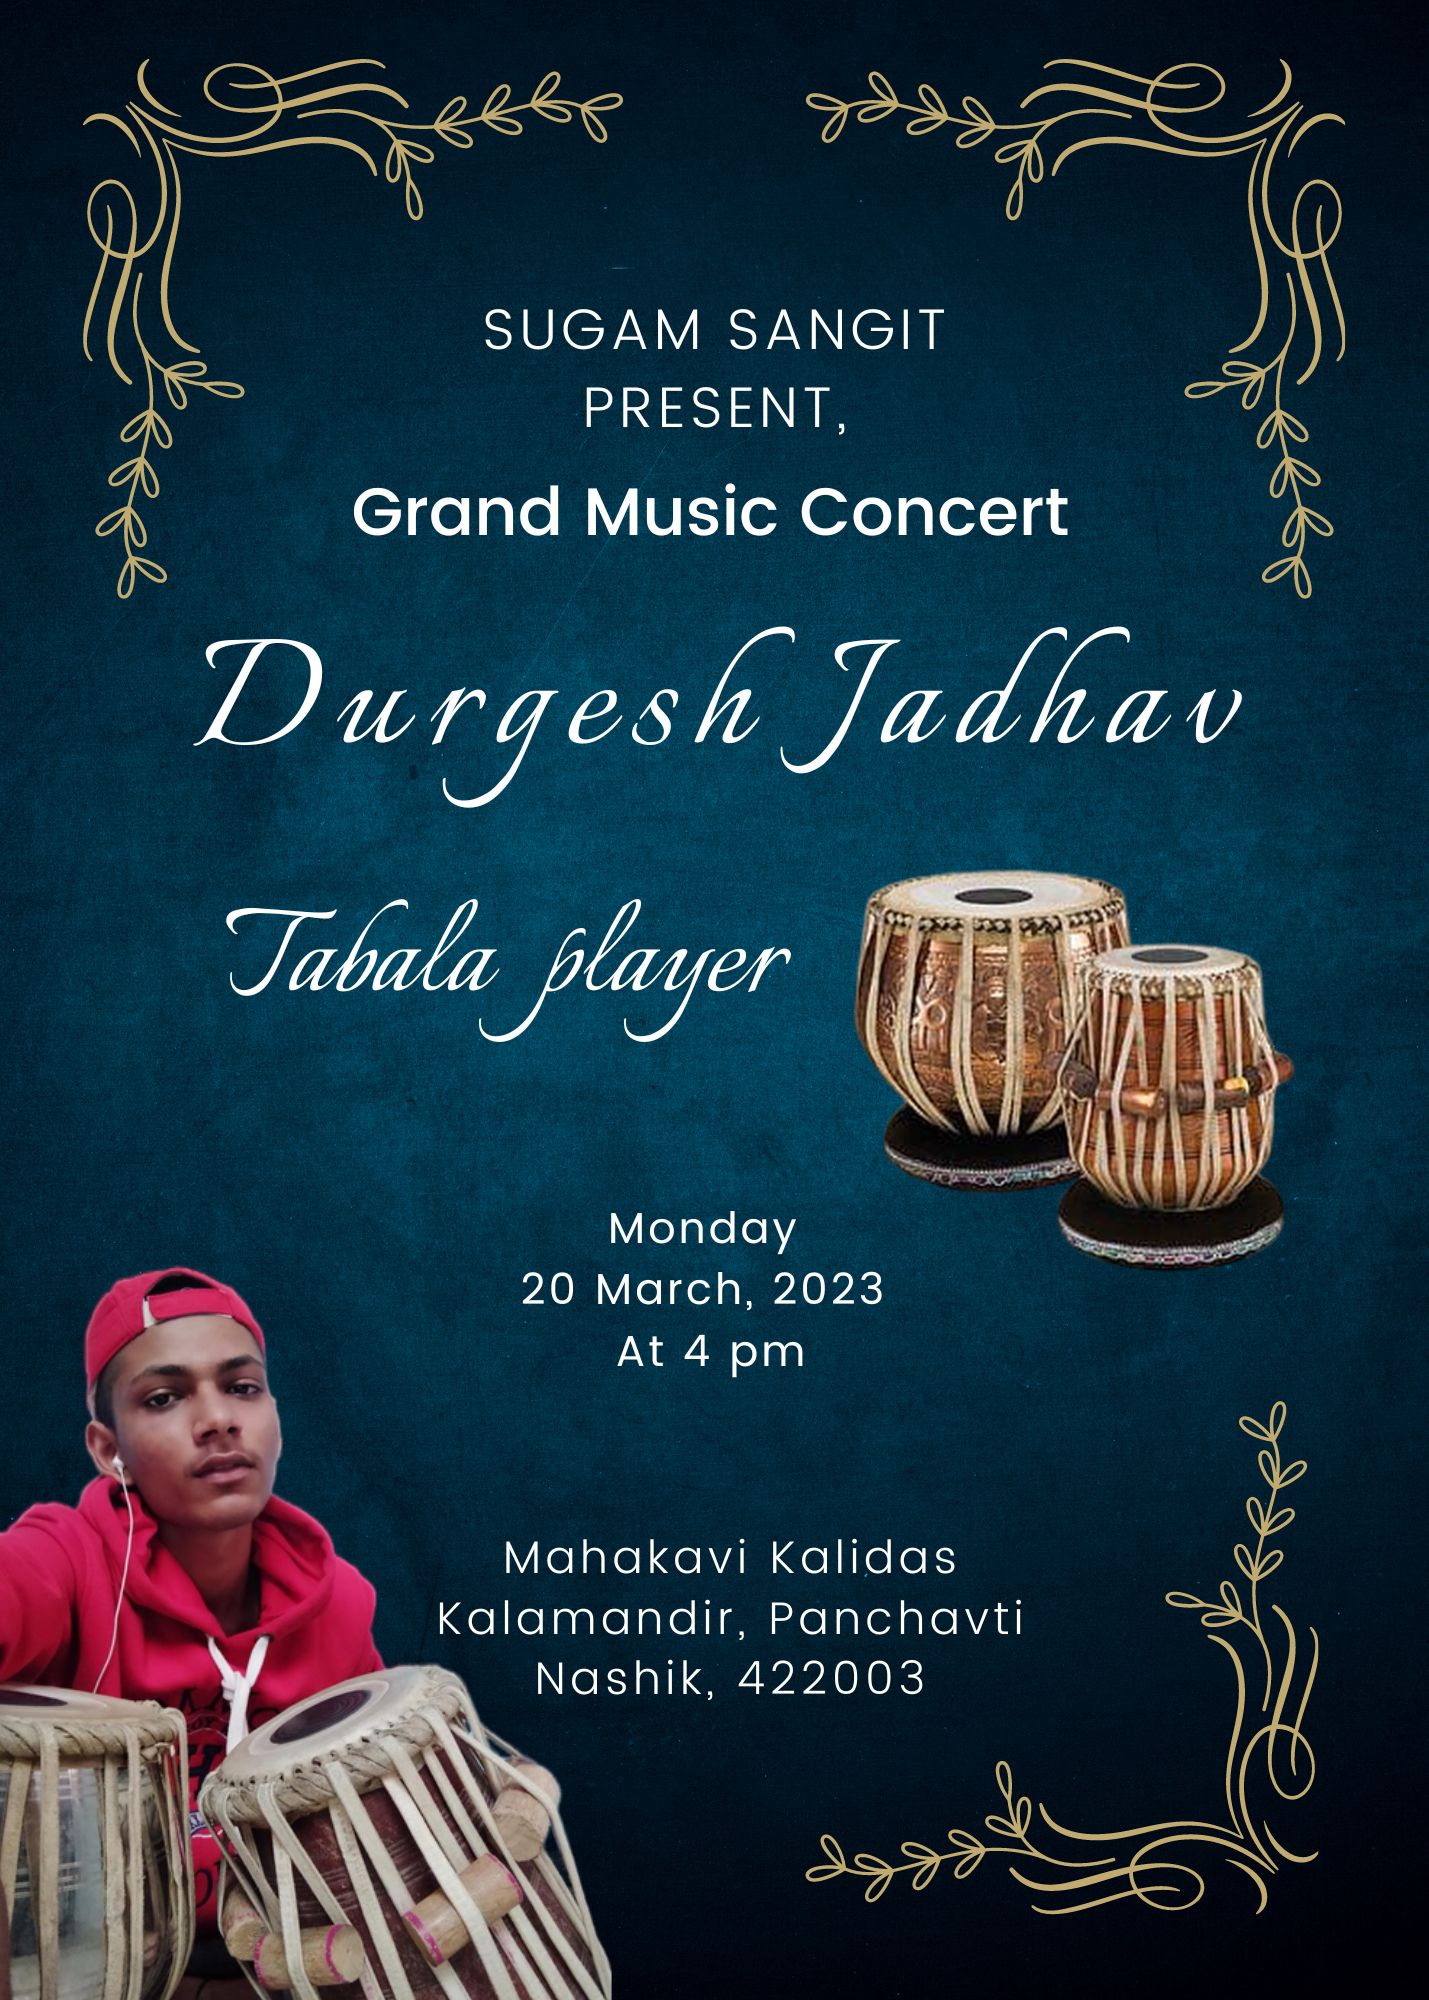 SUGAM SANGIT
PRESENT,
Grand Music Concert
Durgesh Jadhav
Tabala player
Monday
20 March, 2023
At 4 pm
Mahakavi Kalidas
Kalamandir, Panchavti
Nashik, 422003